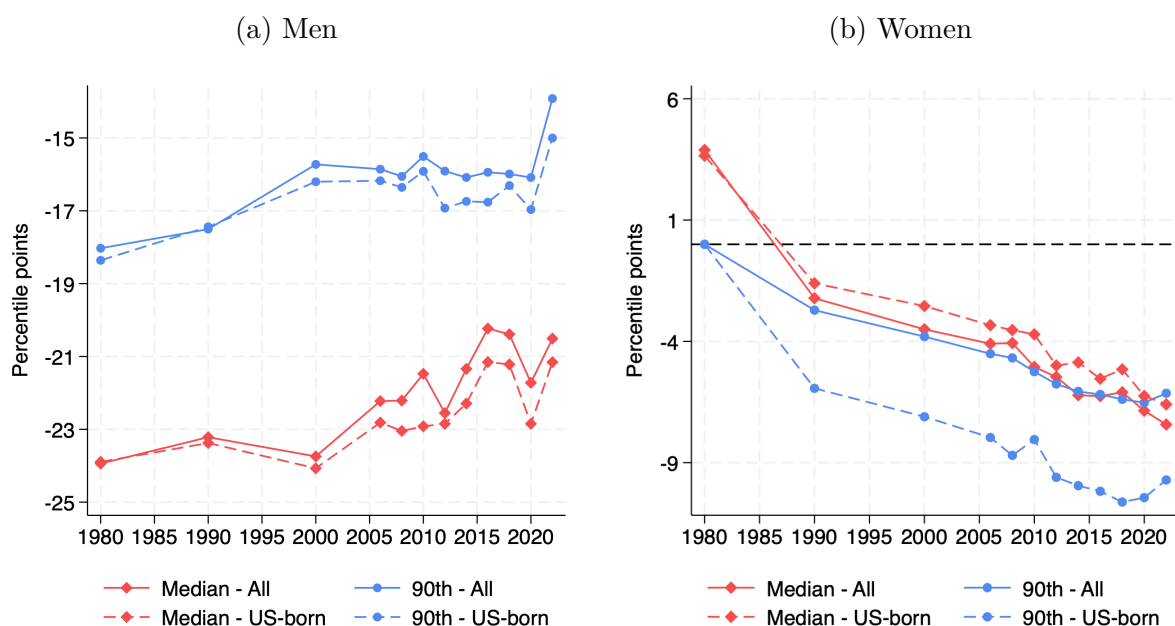 (a) Men
(b) Women
Percentile points
-15
-17
-19
-21
-23
-25
1980 1985 1990 1995 2000 2005 2010 2015 2020
Median - All
90th - All
Median - US-born
90th - US-born
Percentile points
6
1
-4
-9
1980 1985 1990 1995 2000 2005 2010 2015 2020
Median - All
90th - All
Median - US-born
90th - US-born